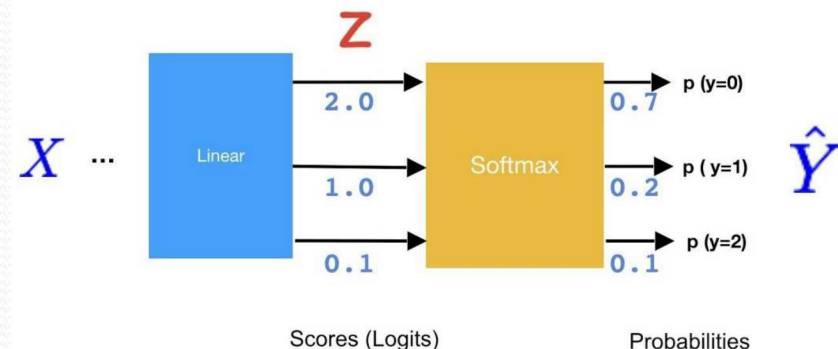 Z
2.0
p (y=0)
0.7
X ...
Linear
Softmax
1.0
p ( y=1)
0.2
Ŷ
0.1
p (y=2)
0.1
Scores (Logits)
Probabilities